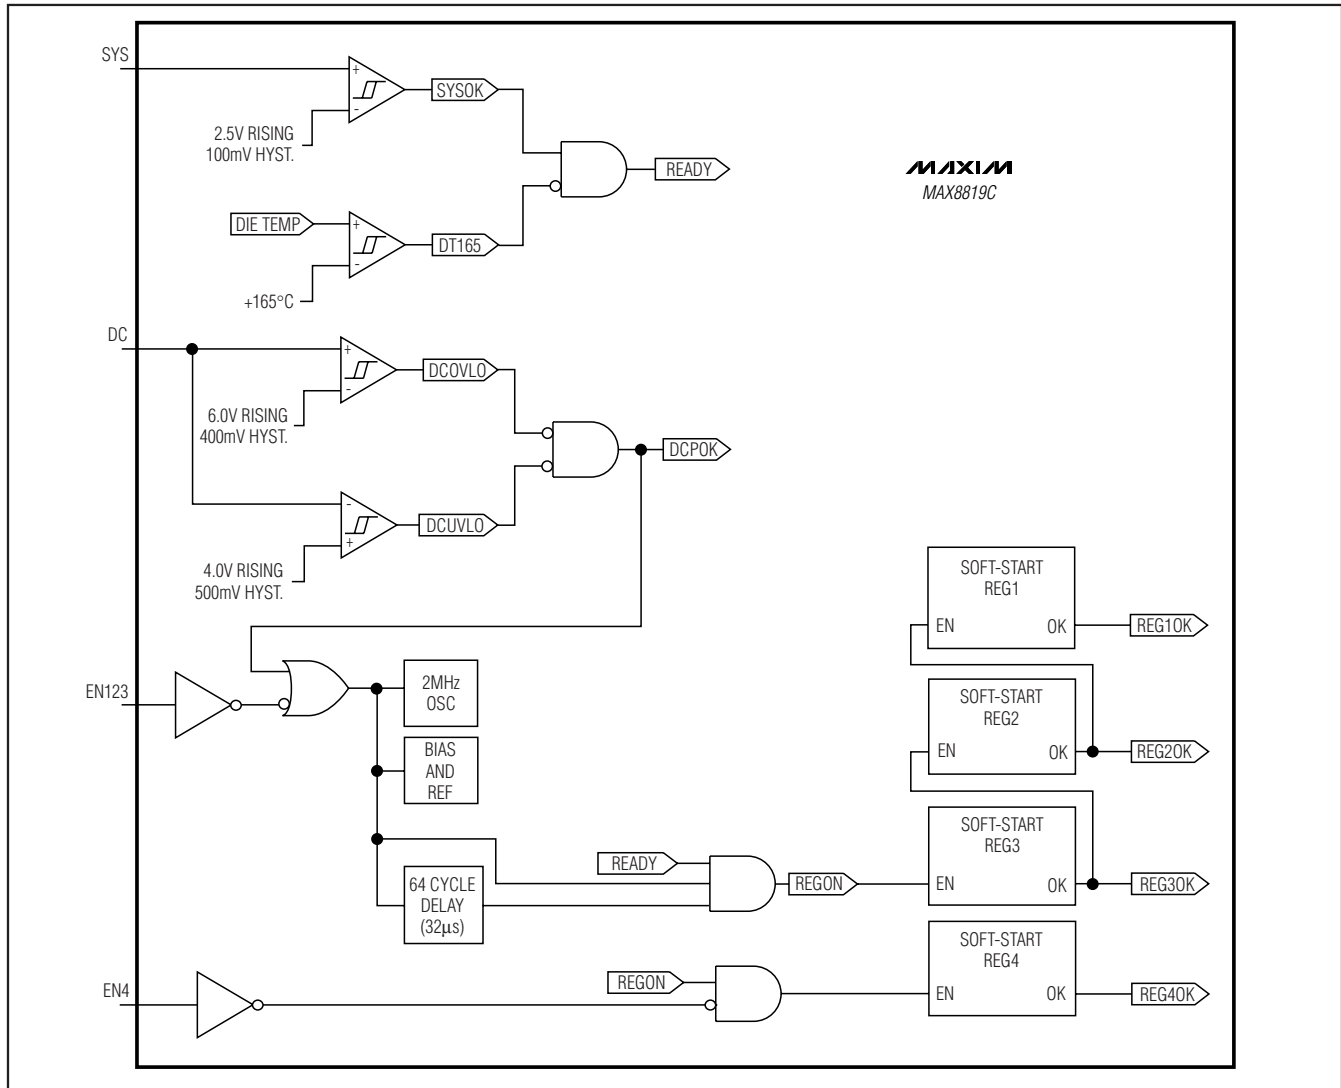 SYS
+
-
SYSOK
2.5V RISING
100mV HYST.
READY
MAXIM
MAX8819C
DIE TEMP
+
-
DT165
+165°C
DC
+
-
DCOVLO
6.0V RISING
400mV HYST.
DCPOK
-
+
DCUVLO
4.0V RISING
500mV HYST.
SOFT-START
REG1
EN
OK
REG1OK
EN123
2MHz
OSC
SOFT-START
REG2
EN
OK
REG2OK
BIAS
AND
REF
SOFT-START
REG3
READY
64 CYCLE
DELAY
(32µs)
REGON
EN
OK
REG3OK
SOFT-START
REG4
EN4
REGON
EN
OK
REG4OK